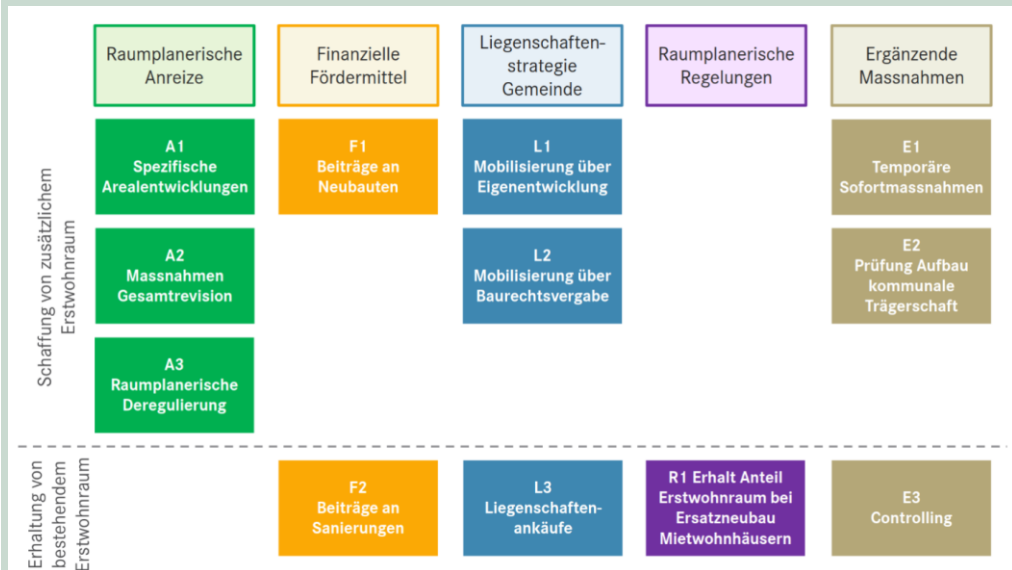 Raumplanerische
Anreize
Finanzielle
Fördermittel
Liegenschaften-
strategie
Gemeinde
Raumplanerische
Regelungen
Ergänzende
Massnahmen
Schaffung von zusätzlichem
Erstwohnraum
A1
Spezifische
Arealentwicklungen
F1
Beiträge an
Neubauten
L1
Mobilisierung über
Eigenentwicklung
E1
Temporäre
Sofortmassnahmen
A2
Massnahmen
Gesamtrevision
L2
Mobilisierung über
Baurechtsvergabe
E2
Prüfung Aufbau
kommunale
Trägerschaft
A3
Raumplanerische
Deregulierung
Erhaltung von
bestehendem
Erstwohnraum
F2
Beiträge an
Sanierungen
L3
Liegenschaften-
ankäufe
R1 Erhalt Anteil
Erstwohnraum bei
Ersatzneubau
Mietwohnhäusern
E3
Controlling